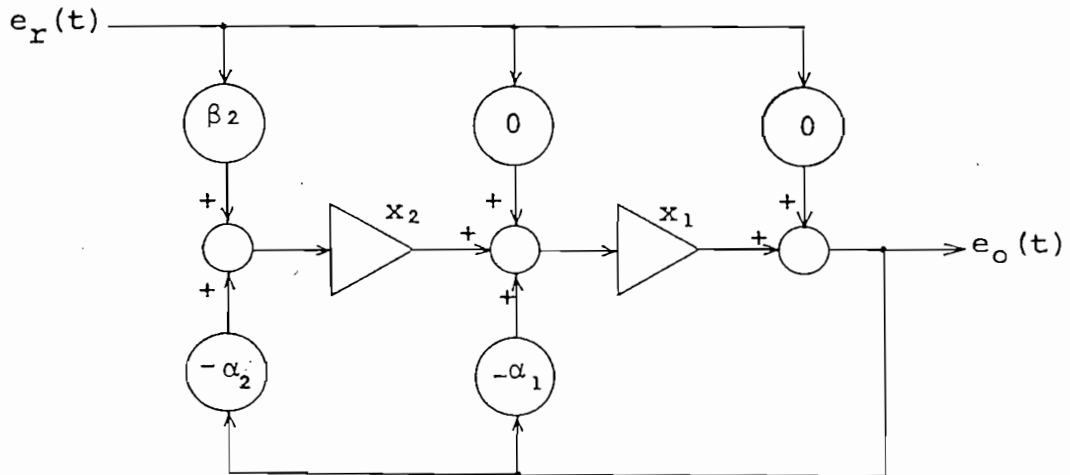 e_r(t)
β2
0
0
+
+
+
x₂
+
x₁
+
e_o(t)
+
+
-α₂
-α₁